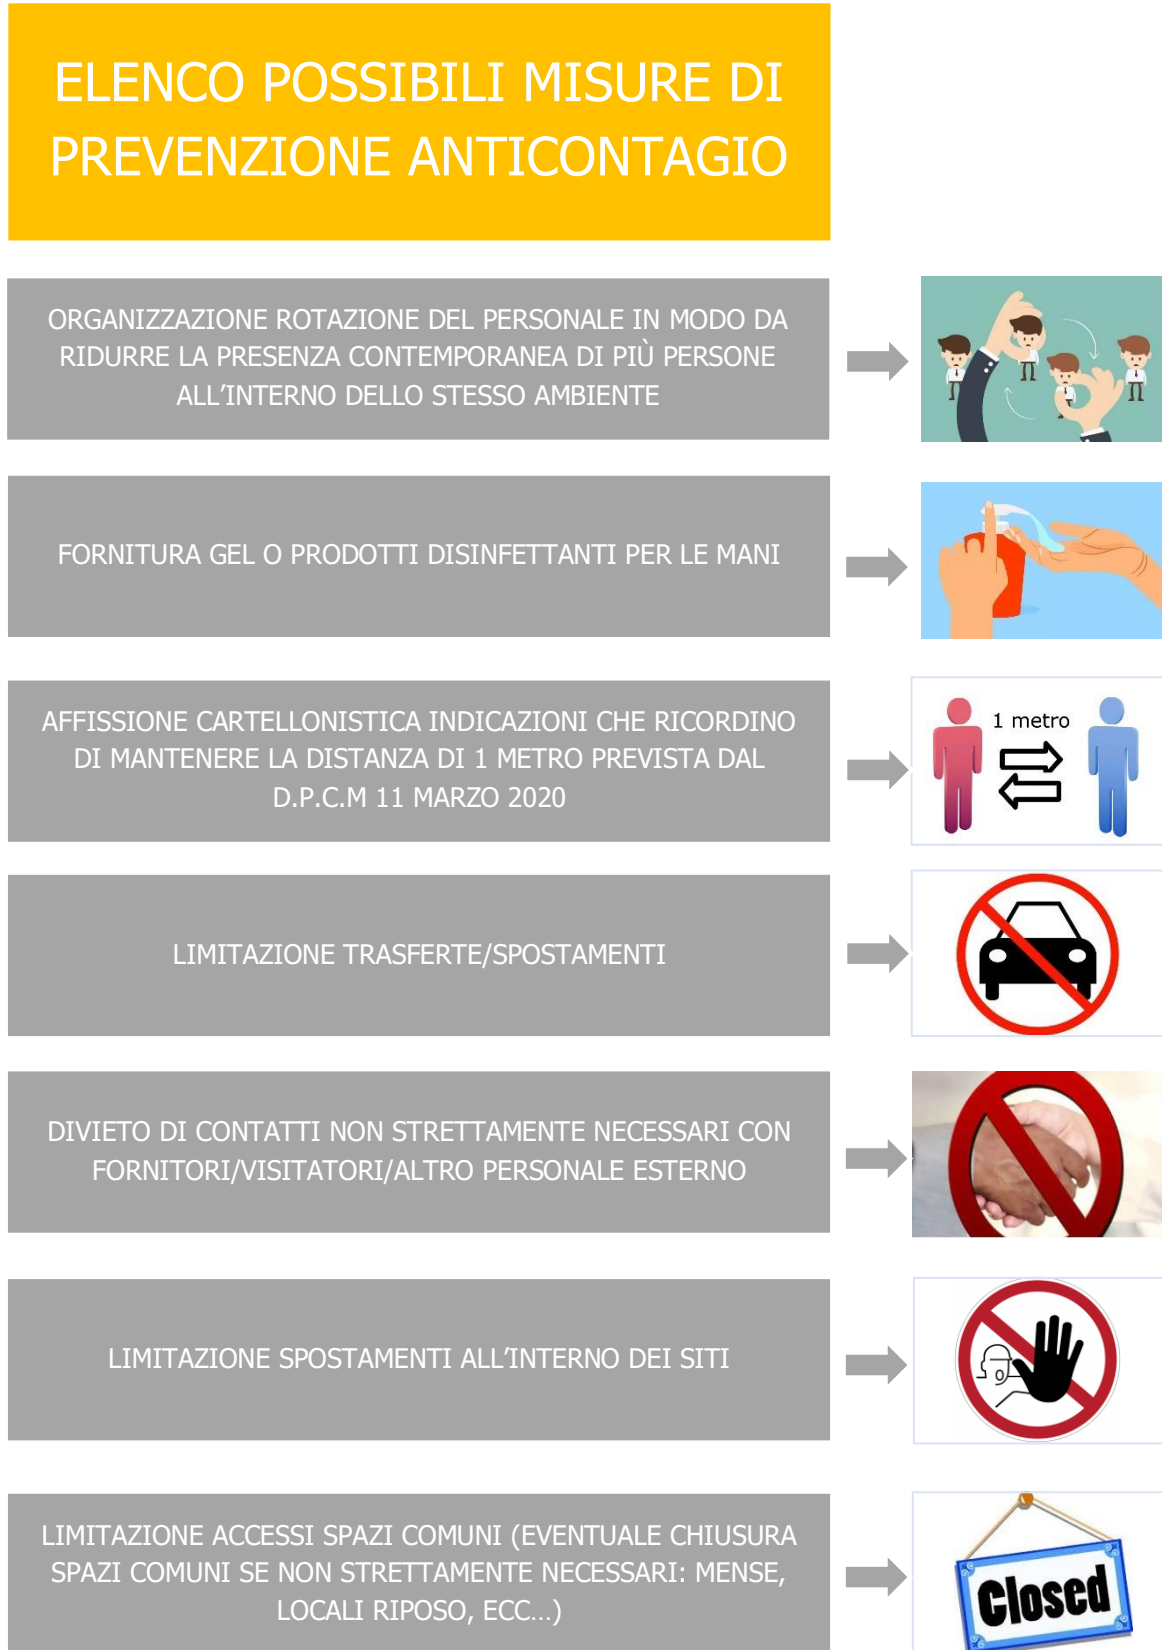 ELENCO POSSIBILI MISURE DI
PREVENZIONE ANTICONTAGIO
ORGANIZZAZIONE ROTAZIONE DEL PERSONALE IN MODO DA
RIDURRE LA PRESENZA CONTEMPORANEA DI PIÙ PERSONE
ALL’INTERNO DELLO STESSO AMBIENTE
FORNITURA GEL O PRODOTTI DISINFETTANTI PER LE MANI
AFFISSIONE CARTELLONISTICA INDICAZIONI CHE RICORDINO
DI MANTENERE LA DISTANZA DI 1 METRO PREVISTA DAL
D.P.C.M 11 MARZO 2020
1 metro
LIMITAZIONE TRASFERTE/SPOSTAMENTI
DIVIETO DI CONTATTI NON STRETTAMENTE NECESSARI CON
FORNITORI/VISITATORI/ALTRO PERSONALE ESTERNO
LIMITAZIONE SPOSTAMENTI ALL’INTERNO DEI SITI
LIMITAZIONE ACCESSI SPAZI COMUNI (EVENTUALE CHIUSURA
SPAZI COMUNI SE NON STRETTAMENTE NECESSARI: MENSE,
LOCALI RIPOSO, ECC…)
Closed